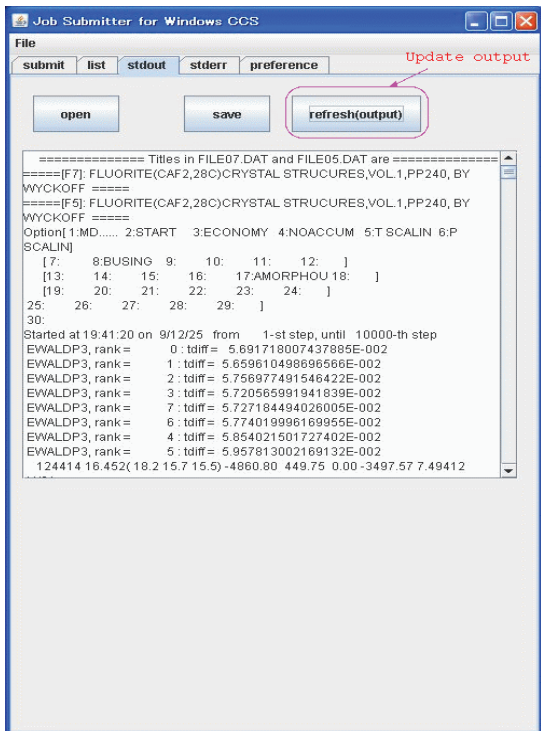 Job Submitter for Windows CCS
File
Update output
submit list stdout stderr preference
open save refresh(output)
============== Titles in FILE07.DAT and FILE05.DAT are ==============
=====[F7]: FLUORITE(CAF2,28C)CRYSTAL STRUCURES,VOL.1,PP240, BY
WYCKOFF =====
=====[F5]: FLUORITE(CAF2,28C)CRYSTAL STRUCURES,VOL.1,PP240, BY
WYCKOFF =====
Option[ 1:MD...... 2:START 3:ECONOMY 4:NOACCUM 5:T SCALIN 6:P
SCALIN]
[7: 8:BUSING 9: 10: 11: 12: ]
[13: 14: 15: 16: 17:AMORPHOU 18: ]
[19: 20: 21: 22: 23: 24: ]
25: 26: 27: 28: 29: ]
30:
Started at 19:41:20 on 9/12/25 from 1-st step, until 10000-th step
EWALDP3, rank = 0 : tdiff = 5.691718007437885E-002
EWALDP3, rank = 1 : tdiff = 5.659610498696566E-002
EWALDP3, rank = 2 : tdiff = 5.756977491546422E-002
EWALDP3, rank = 3 : tdiff = 5.720565991941839E-002
EWALDP3, rank = 7 : tdiff = 5.727184494026005E-002
EWALDP3, rank = 6 : tdiff = 5.774019996169955E-002
EWALDP3, rank = 4 : tdiff = 5.854021501727402E-002
EWALDP3, rank = 5 : tdiff = 5.957813002169132E-002
124414 16.452( 18.2 15.7 15.5) -4860.80 449.75 0.00 -3497.57 7.49412